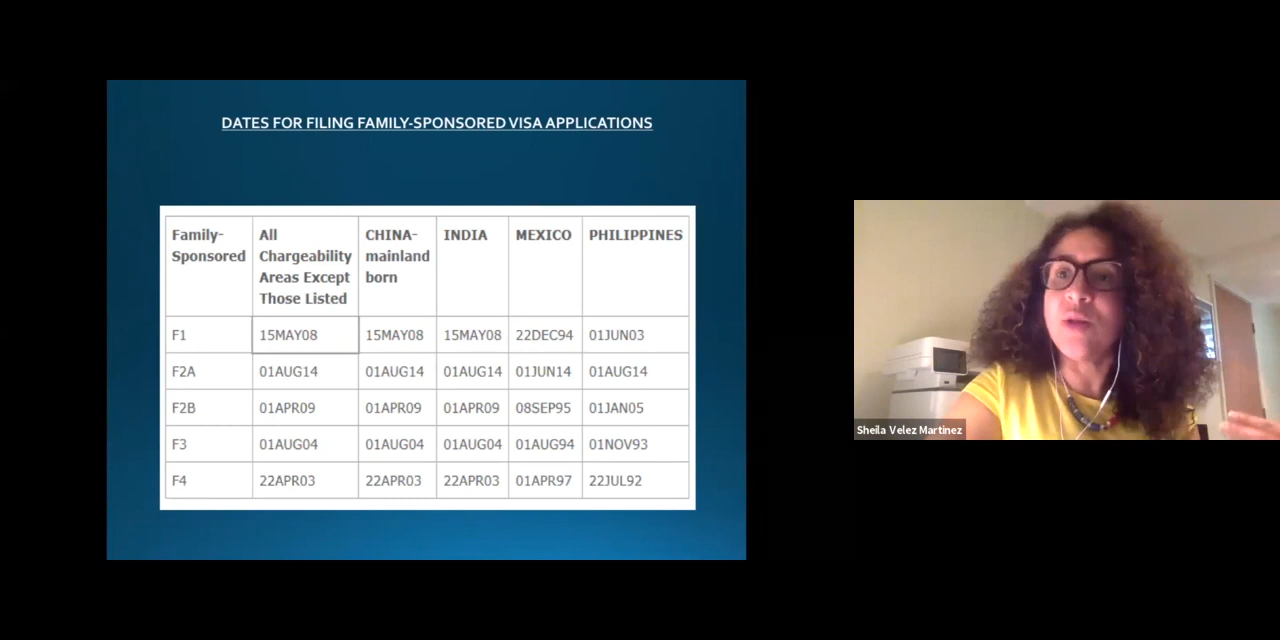 DATES FOR FILING FAMILY-SPONSORED VISA APPLICATIONS
Family-Sponsored All Chargeability Areas Except Those Listed CHINA-mainland born INDIA MEXICO PHILIPPINES
F1 15MAY08 15MAY08 15MAY08 22DEC94 01JUN03
F2A 01AUG14 01AUG14 01AUG14 01JUN14 01AUG14
F2B 01APR09 01APR09 01APR09 08SEP95 01JAN05
F3 01AUG04 01AUG04 01AUG04 01AUG94 01NOV93
F4 22APR03 22APR03 22APR03 01APR97 22JUL92
Sheila Velez Martinez